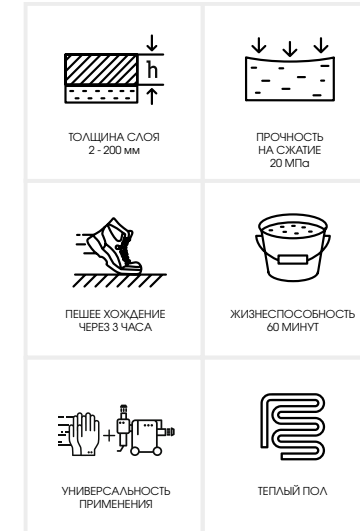 h
ТОЛЩИНА СЛОЯ
2 - 200 мм
ПРОЧНОСТЬ
НА СЖАТИЕ
20 МПа
ПЕШЕЕ ХОЖДЕНИЕ
ЧЕРЕЗ 3 ЧАСА
ЖИЗНЕСПОСОБНОСТЬ
60 МИНУТ
УНИВЕРСАЛЬНОСТЬ
ПРИМЕНЕНИЯ
ТЕПЛЫЙ ПОЛ